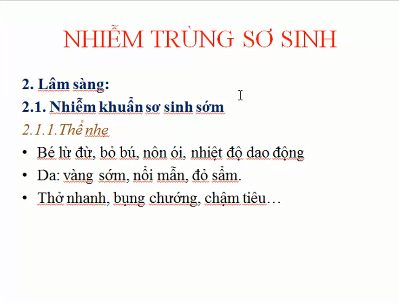 NHIỄM TRÙNG SƠ SINH
2. Lâm sàng:
2.1. Nhiễm khuẩn sơ sinh sớm
2.1.1.Thể nhẹ
• Bé lừ đừ, bỏ bú, nôn ói, nhiệt độ dao động
• Da: vàng sớm, nổi mẫn, đỏ sẩm.
• Thở nhanh, bụng chướng, chậm tiêu…